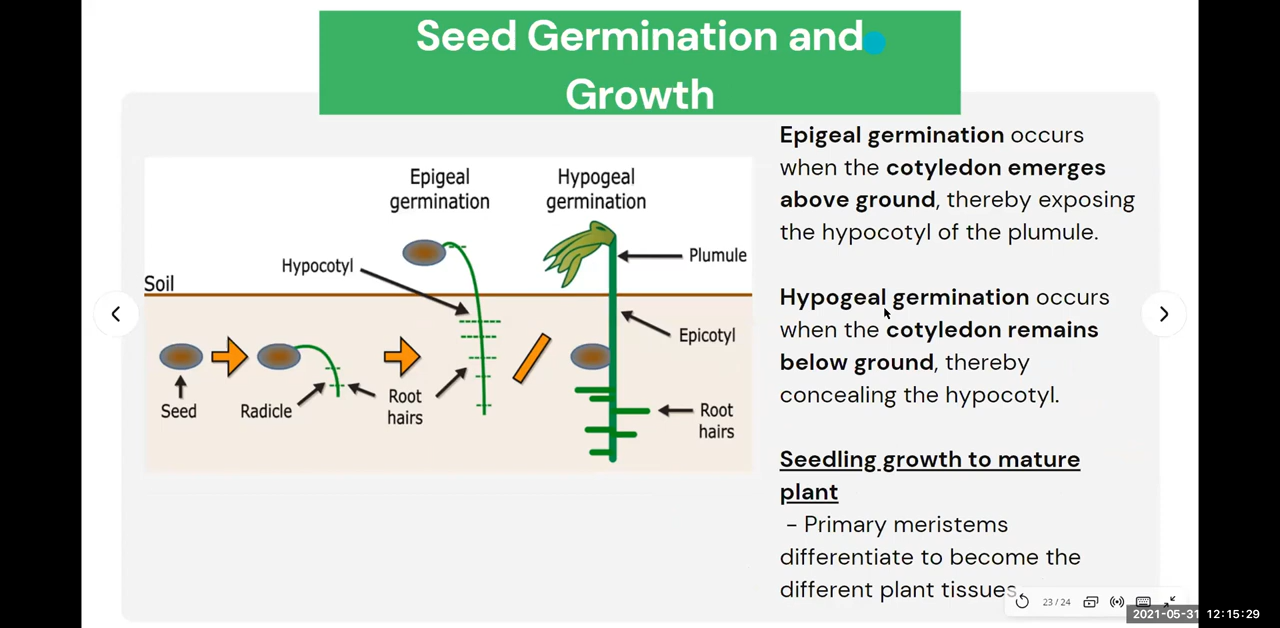 Seed Germination and
Growth
Epigeal
germination
Hypogeal
germination
Plumule
Hypocotyl
Soil
Epicotyl
Seed
Radicle
Root
hairs
Root
hairs
Epigeal germination occurs
when the cotyledon emerges
above ground, thereby exposing
the hypocotyl of the plumule.
Hypogeal germination occurs
when the cotyledon remains
below ground, thereby
concealing the hypocotyl.
Seedling growth to mature
plant
- Primary meristems
differentiate to become the
different plant tissues
23 / 24
2021-05-31 12:15:29